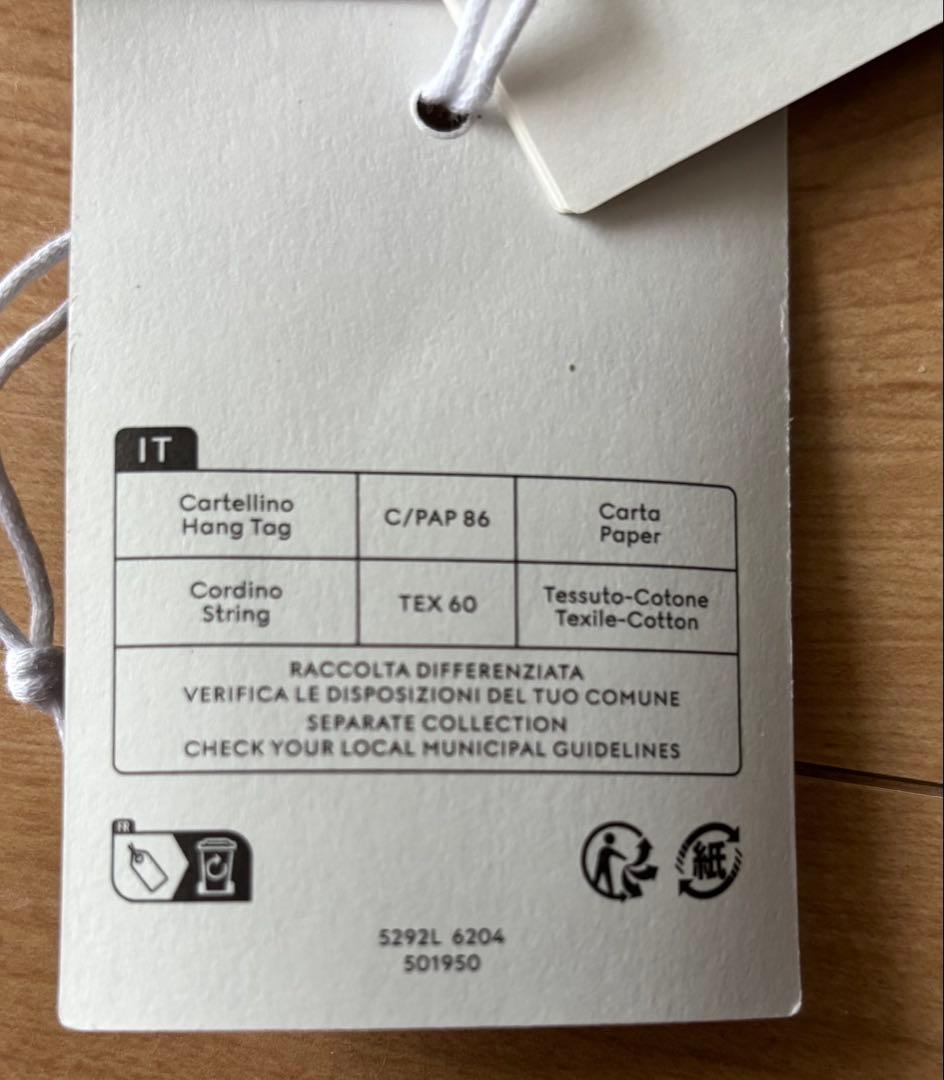 IT
Cartellino
Hang Tag
C/PAP 86
Carta
Paper
Cordino
String
TEX 60
Tessuto-Cotone
Texile-Cotton
RACCOLTA DIFFERENZIATA
VERIFICA LE DISPOSIZIONI DEL TUO COMUNE
SEPARATE COLLECTION
CHECK YOUR LOCAL MUNICIPAL GUIDELINES
FR
紙
5292L 6204
501950